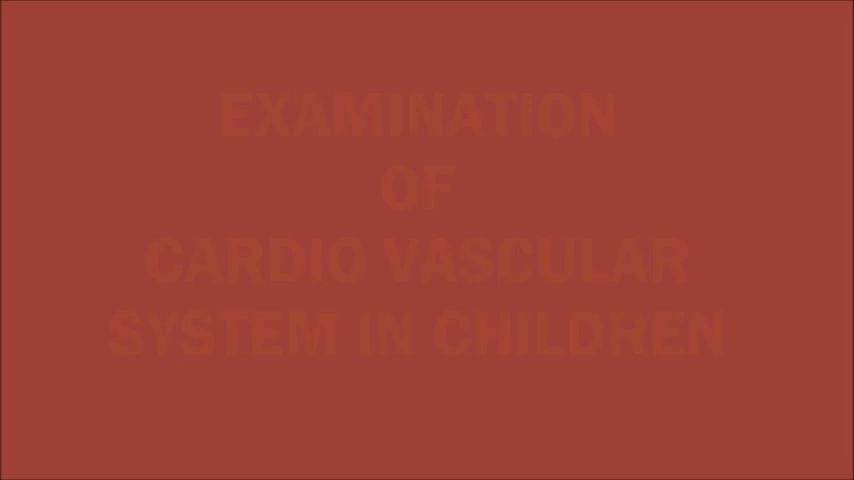 EXAMINATION
OF
CARDIO VASCULAR
SYSTEM IN CHILDREN